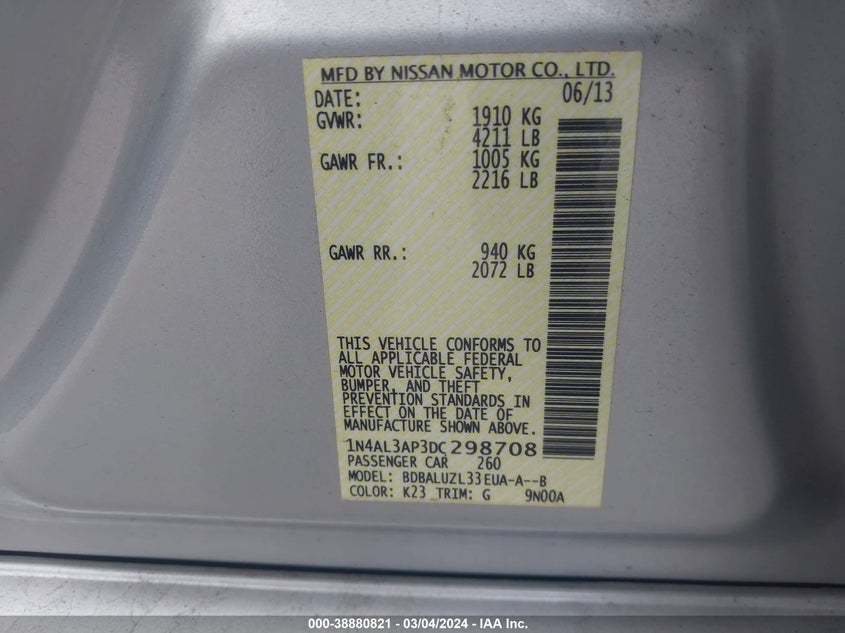 MFD BY NISSAN MOTOR CO., LTD.
DATE: 06/13
GVWR: 1910 KG
4211 LB
GAWR FR.: 1005 KG
2216 LB
GAWR RR.: 940 KG
2072 LB
THIS VEHICLE CONFORMS TO
ALL APPLICABLE FEDERAL
MOTOR VEHICLE SAFETY,
BUMPER, AND THEFT
PREVENTION STANDARDS IN
EFFECT ON THE DATE OF
MANUFACTURE SHOWN ABOVE.
1N4AL3AP3DC298708
PASSENGER CAR 260
MODEL: BDBALUZL33EUA-A--B
COLOR: K23 TRIM: G 9N00A
000-38880821 - 03/04/2024 - IAA Inc.